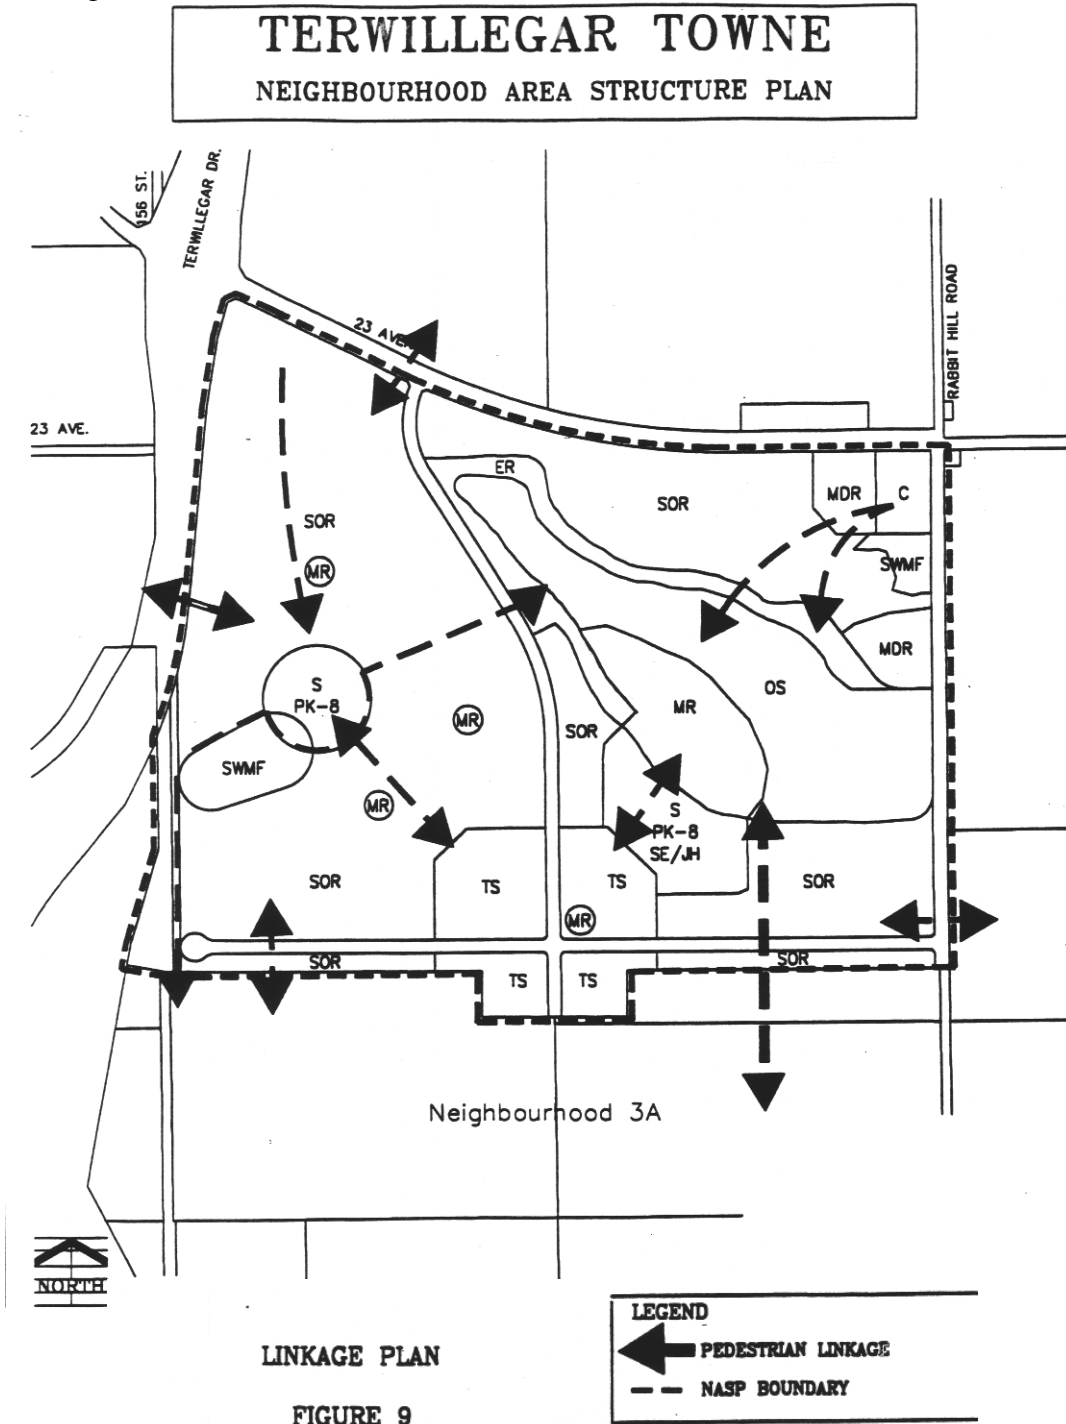 TERWILLEGAR TOWNE
NEIGHBOURHOOD AREA STRUCTURE PLAN
156 ST.
TERWILLEGAR DR.
RABBIT HILL ROAD
23 AVE.
23 AVE.
ER
SOR
MDR
C
SOR
MR
SWMF
MDR
S
PK-8
OS
MR
MR
SOR
SWMF
MR
S
PK-8
SE/JH
SOR
TS
TS
SOR
MR
SOR
SOR
TS
TS
Neighbourhood 3A
NORTH
LEGEND
PEDESTRIAN LINKAGE
NASP BOUNDARY
LINKAGE PLAN
FIGURE 9